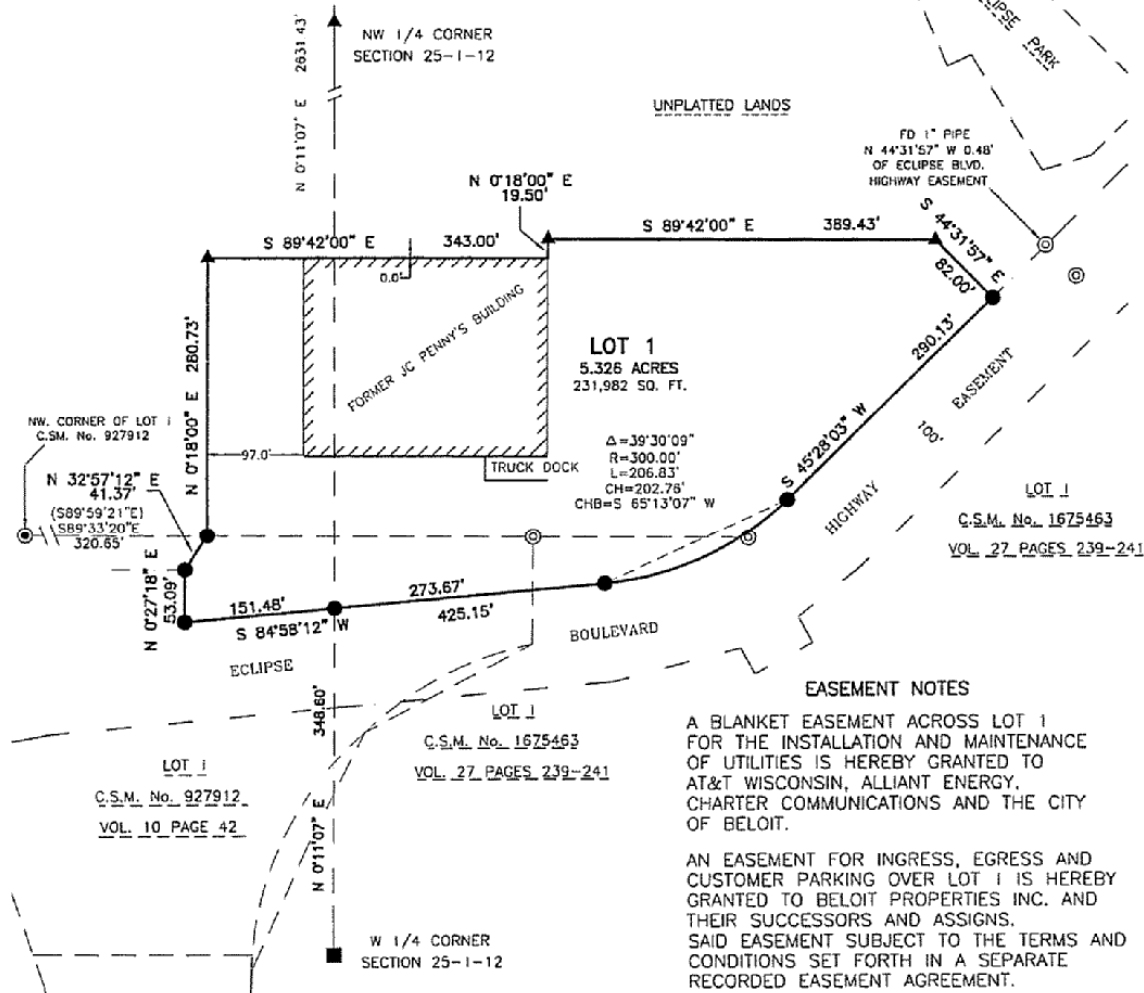 ECLIPSE PARK
2631.43'
N 0°11'07" E
NW 1/4 CORNER
SECTION 25-1-12
UNPLATTED LANDS
FD 1" PIPE
N 44°31'57" W 0.48'
OF ECLIPSE BLVD.
HIGHWAY EASEMENT
N 0°18'00" E
19.50'
S 89°42'00" E 343.00'
S 89°42'00" E 389.43'
S 44°31'57" E
82.00'
0.0'
FORMER JC PENNY'S BUILDING
LOT 1
5.326 ACRES
231,982 SQ. FT.
290.13'
S 45°28'03" W
N 0°18'00" E 280.73'
97.0'
NW. CORNER OF LOT 1
C.S.M. No. 927912
N 32°57'12" E
41.37'
(S89°59'21"E)
S89°33'20"E
320.65'
TRUCK DOCK
Δ=39°30'09"
R=300.00'
L=206.83'
CH=202.76'
CHB=S 65°13'07" W
100'
HIGHWAY EASEMENT
LOT 1
C.S.M. No. 1675463
VOL. 27 PAGES 239-241
N 0°27'18" E
53.09'
151.48'
273.67'
S 84°58'12" W
425.15'
ECLIPSE BOULEVARD
348.60'
N 0°11'07" E
LOT 1
C.S.M. No. 1675463
VOL. 27 PAGES 239-241
LOT 1
C.S.M. No. 927912
VOL. 10 PAGE 42
W 1/4 CORNER
SECTION 25-1-12
EASEMENT NOTES
A BLANKET EASEMENT ACROSS LOT 1
FOR THE INSTALLATION AND MAINTENANCE
OF UTILITIES IS HEREBY GRANTED TO
AT&T WISCONSIN, ALLIANT ENERGY,
CHARTER COMMUNICATIONS AND THE CITY
OF BELOIT.
AN EASEMENT FOR INGRESS, EGRESS AND
CUSTOMER PARKING OVER LOT 1 IS HEREBY
GRANTED TO BELOIT PROPERTIES INC. AND
THEIR SUCCESSORS AND ASSIGNS.
SAID EASEMENT SUBJECT TO THE TERMS AND
CONDITIONS SET FORTH IN A SEPARATE
RECORDED EASEMENT AGREEMENT.